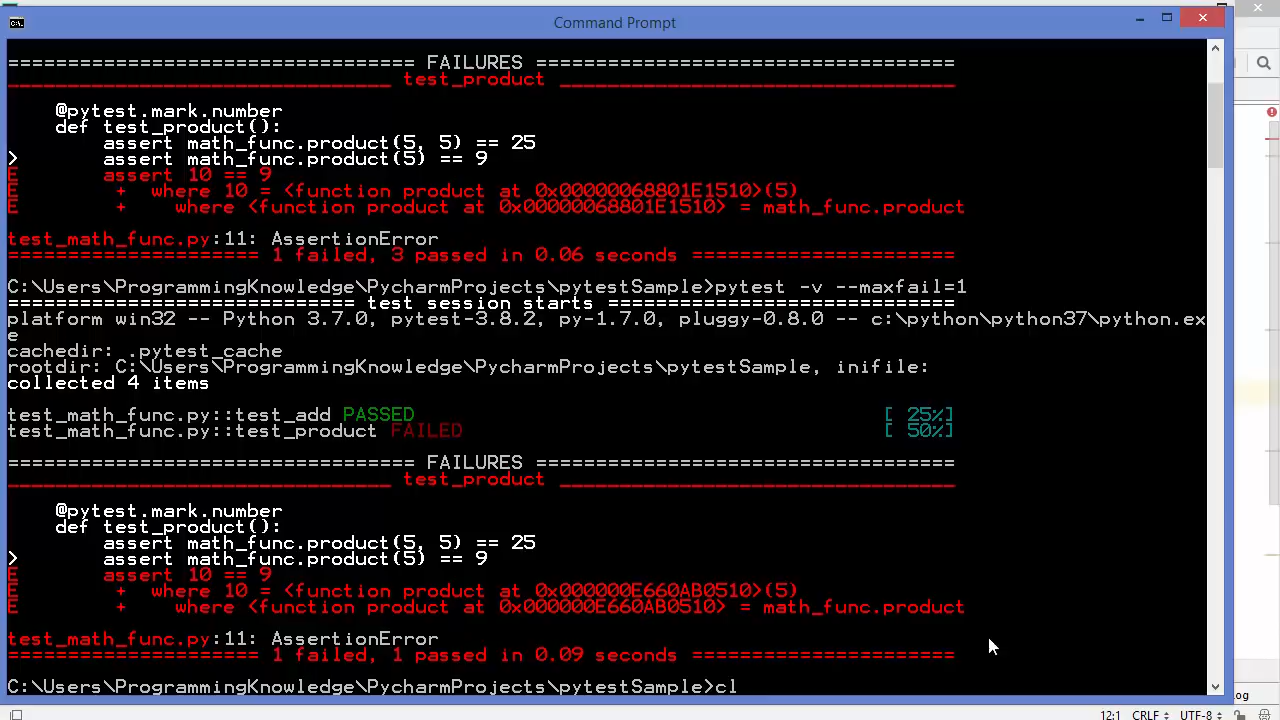 Command Prompt
================================== FAILURES ===================================
________________________________ test_product _________________________________
@pytest.mark.number
def test_product():
assert math_func.product(5, 5) == 25
> assert math_func.product(5) == 9
E assert 10 == 9
E + where 10 = <function product at 0x00000068801E1510>(5)
E + where <function product at 0x00000068801E1510> = math_func.product
test_math_func.py:11: AssertionError
===================== 1 failed, 3 passed in 0.06 seconds ======================
C:\Users\ProgrammingKnowledge\PycharmProjects\pytestSample>pytest -v --maxfail=1
============================= test session starts =============================
platform win32 -- Python 3.7.0, pytest-3.8.2, py-1.7.0, pluggy-0.8.0 -- c:\python\python37\python.ex
e
cachedir: .pytest_cache
rootdir: C:\Users\ProgrammingKnowledge\PycharmProjects\pytestSample, inifile:
collected 4 items
test_math_func.py::test_add PASSED [ 25%]
test_math_func.py::test_product FAILED [ 50%]
================================== FAILURES ===================================
________________________________ test_product _________________________________
@pytest.mark.number
def test_product():
assert math_func.product(5, 5) == 25
> assert math_func.product(5) == 9
E assert 10 == 9
E + where 10 = <function product at 0x000000E660AB0510>(5)
E + where <function product at 0x000000E660AB0510> = math_func.product
test_math_func.py:11: AssertionError
===================== 1 failed, 1 passed in 0.09 seconds ======================
C:\Users\ProgrammingKnowledge\PycharmProjects\pytestSample>cl
og
12:1 CRLF UTF-8